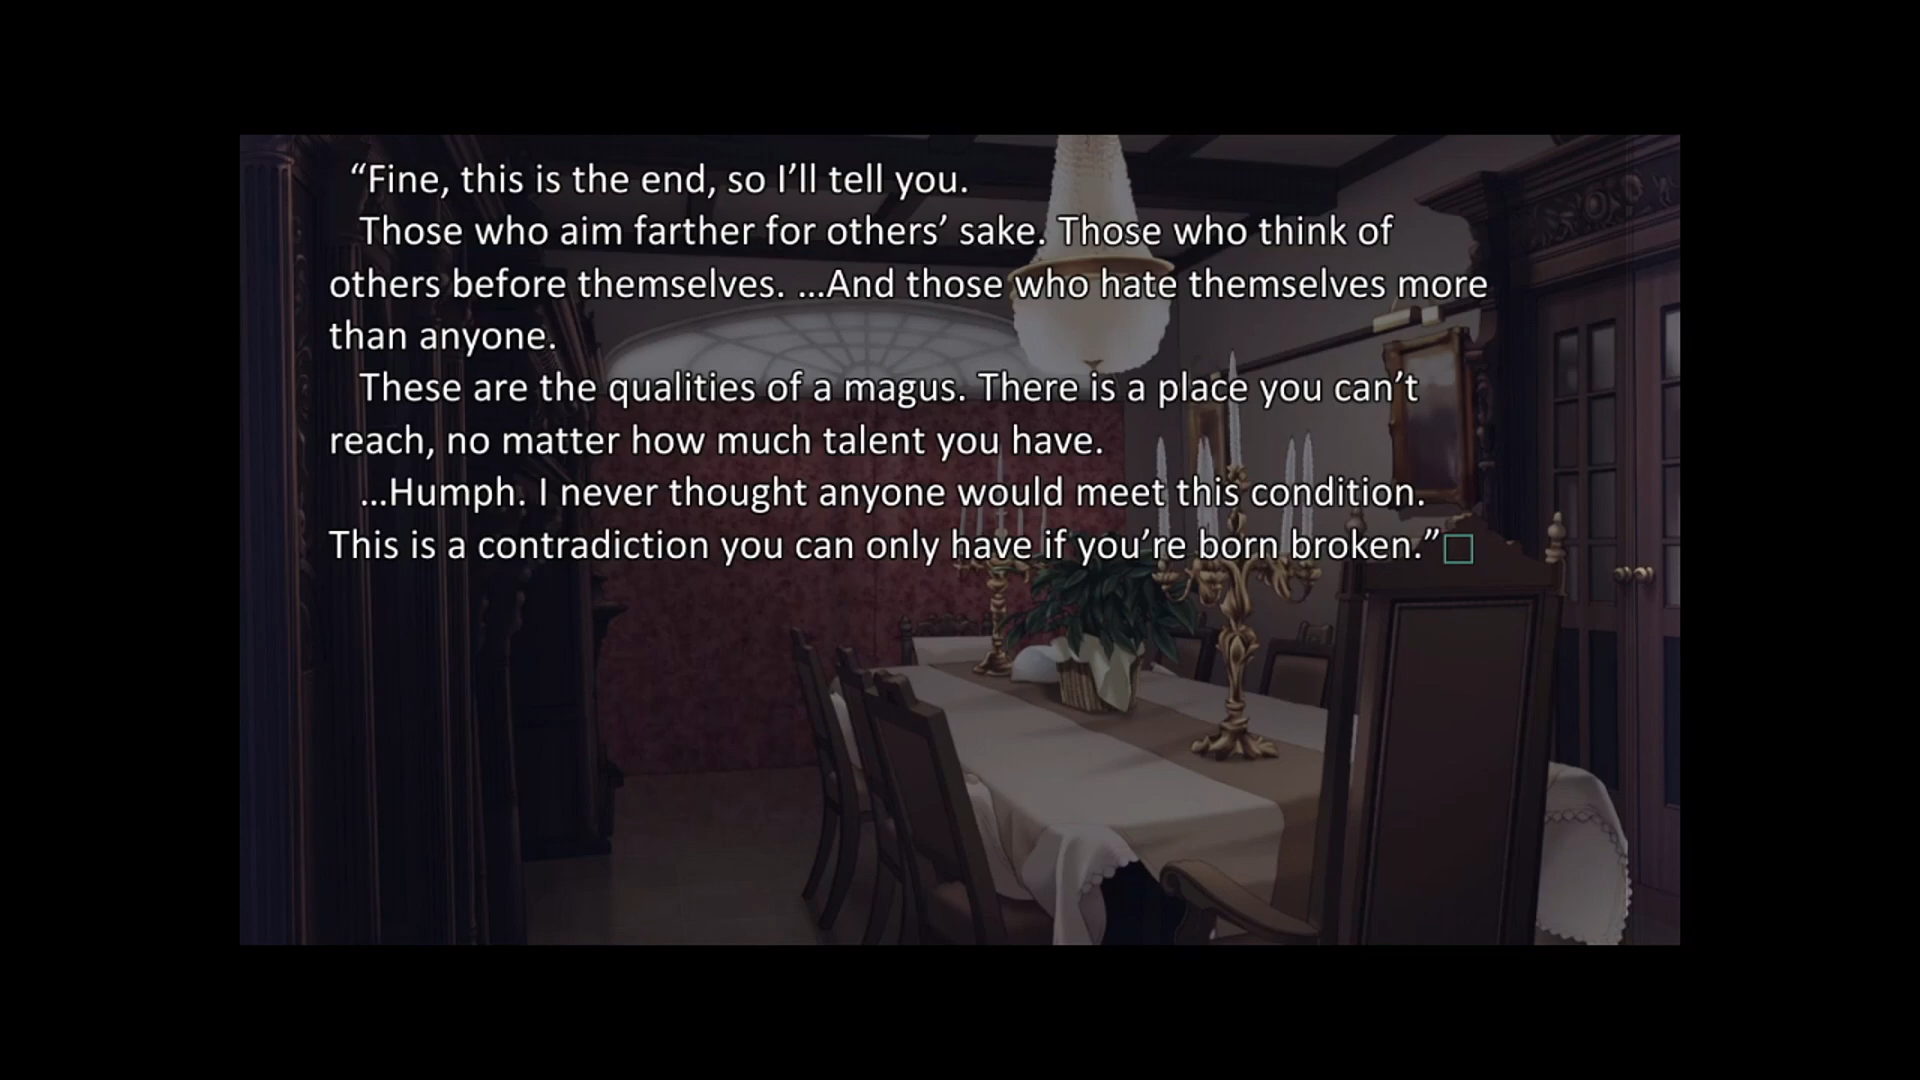 “Fine, this is the end, so I’ll tell you.
Those who aim farther for others’ sake. Those who think of
others before themselves. …And those who hate themselves more
than anyone.
These are the qualities of a magus. There is a place you can’t
reach, no matter how much talent you have.
…Humph. I never thought anyone would meet this condition.
This is a contradiction you can only have if you’re born broken.”